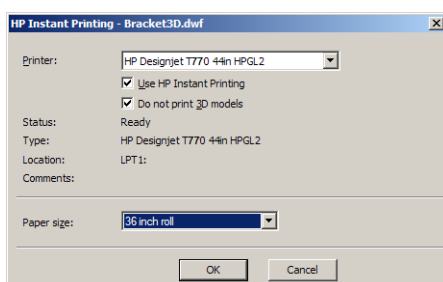 HP Instant Printing - Bracket3D.dwf
Printer: HP Designjet T770 44in HPGL2
Use HP Instant Printing
Do not print 3D models
Status: Ready
Type: HP Designjet T770 44in HPGL2
Location: LPT1:
Comments:
Paper size: 36 inch roll
OK Cancel